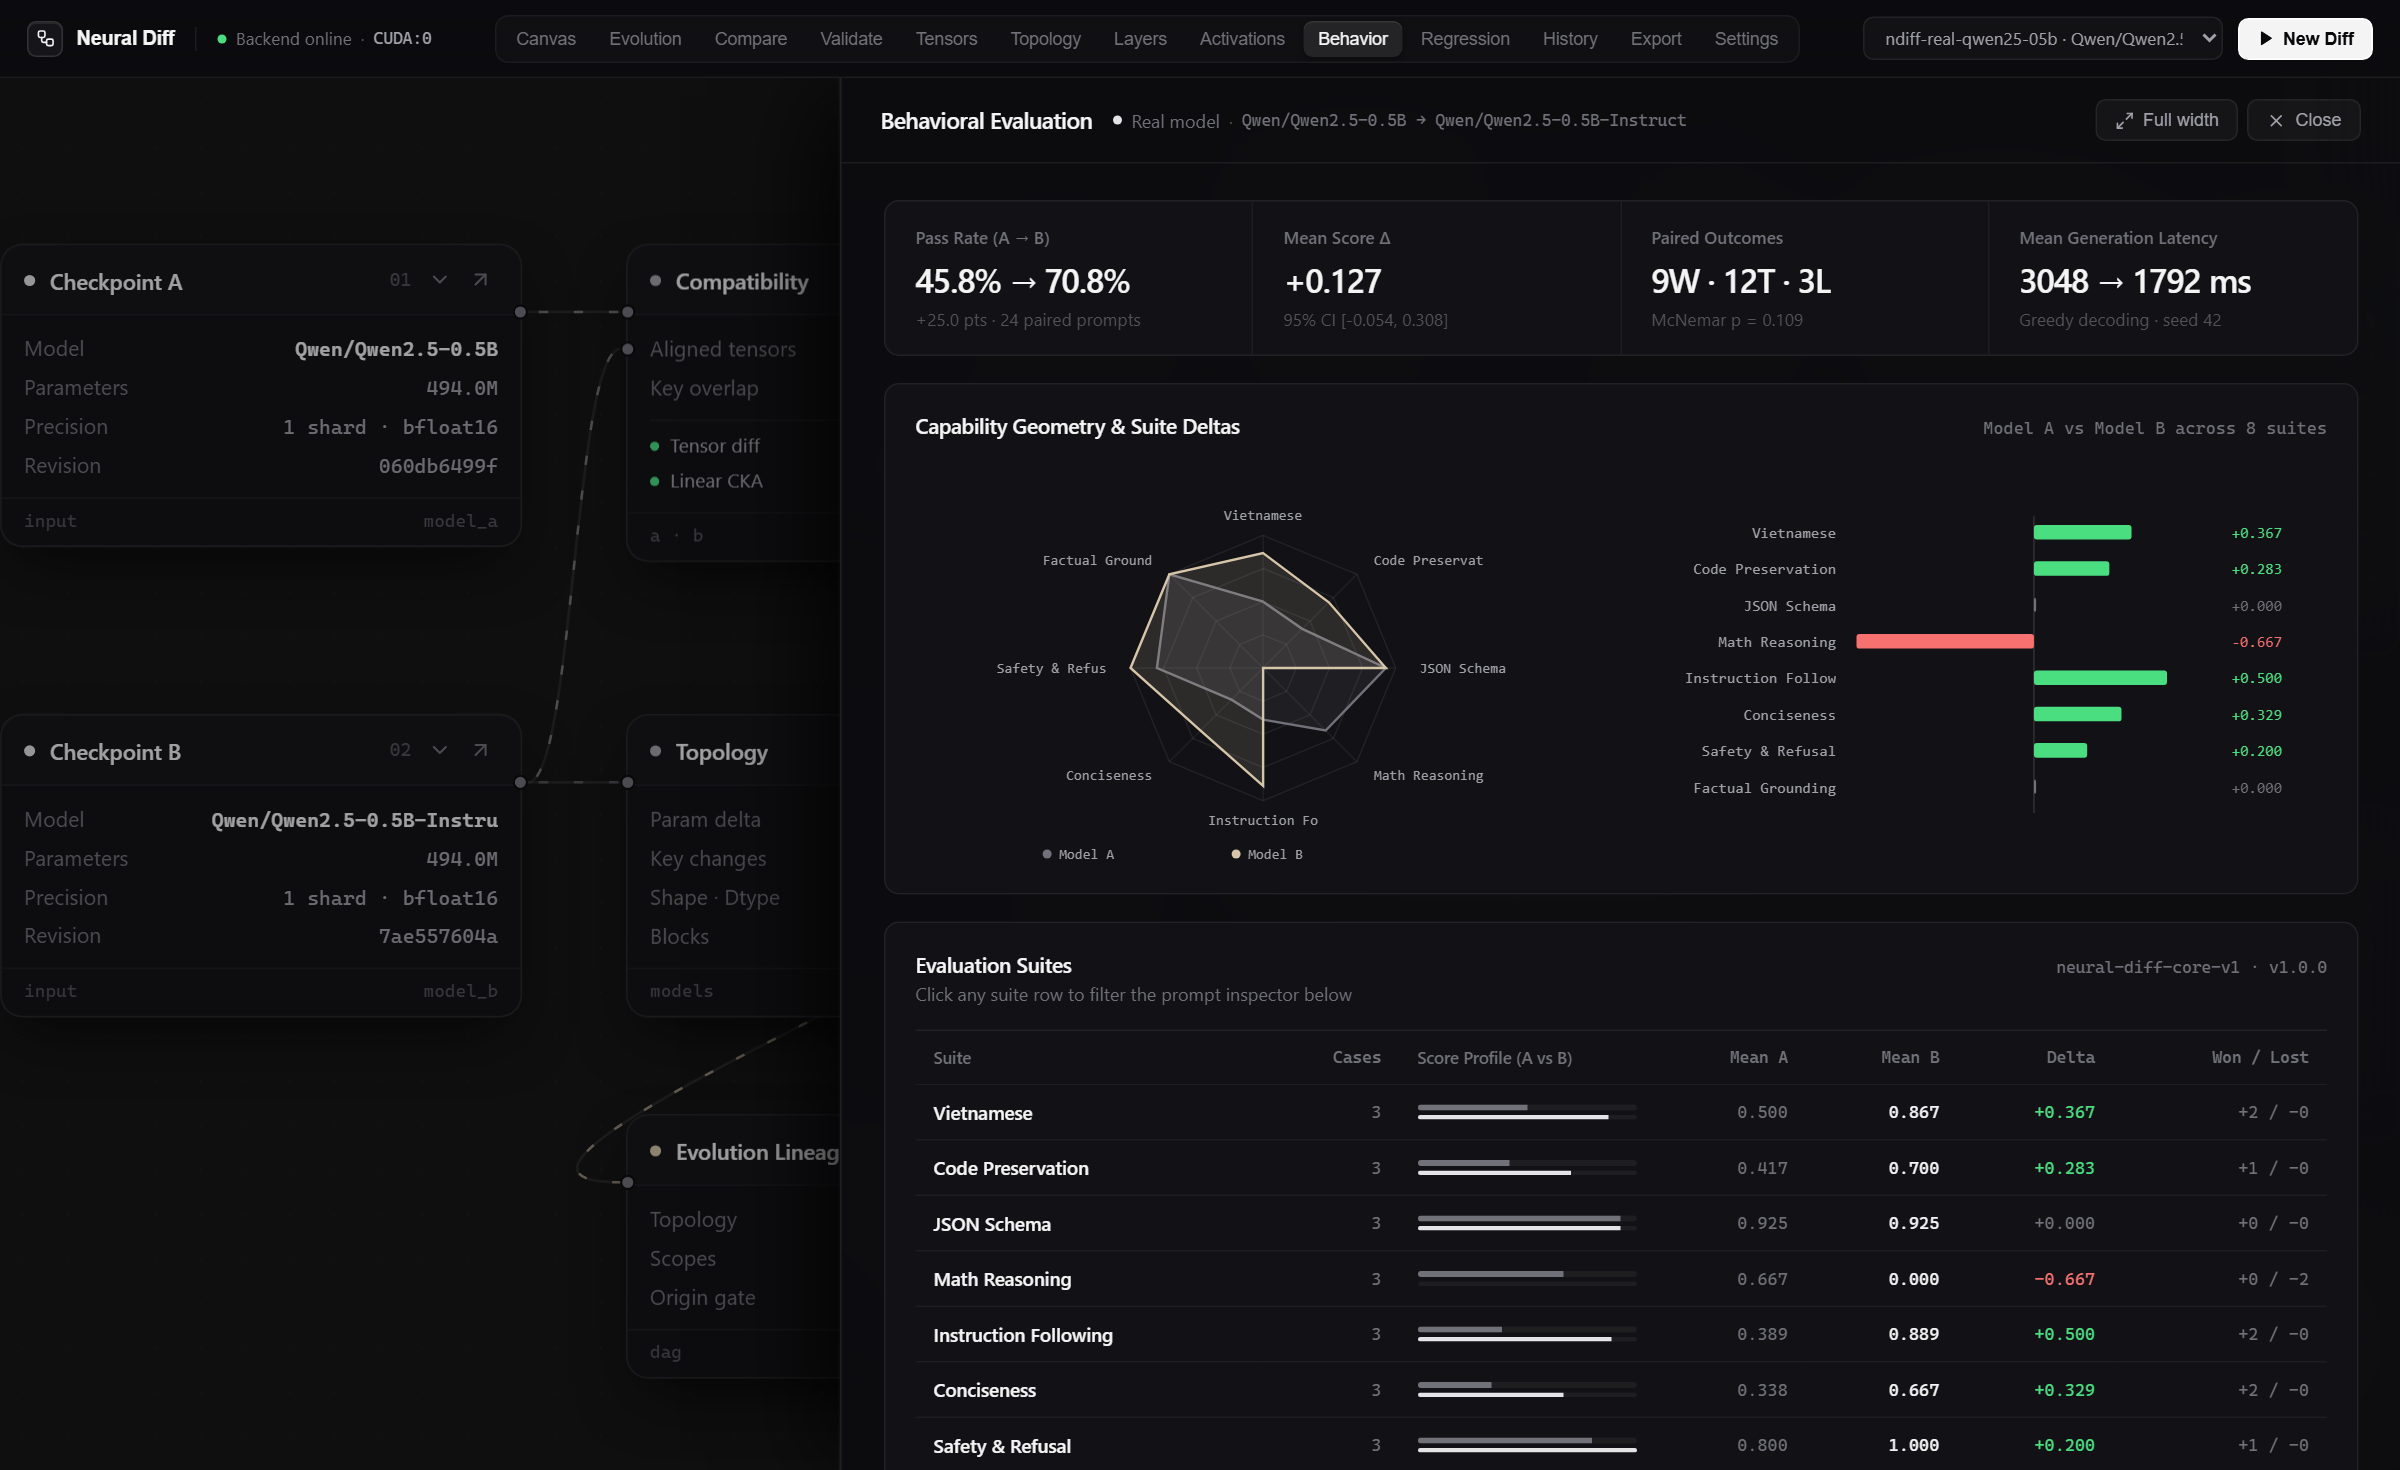 Neural Diff
Backend online · CUDA:0
Canvas Evolution Compare Validate Tensors Topology Layers Activations Behavior Regression History Export Settings
ndiff-real-qwen25-05b · Qwen/Qwen2.5
New Diff
Checkpoint A 01
Model Qwen/Qwen2.5-0.5B
Parameters 494.0M
Precision 1 shard · bfloat16
Revision 060db6499f
input model_a
Compatibility
Aligned tensors
Key overlap
Tensor diff
Linear CKA
a · b
Checkpoint B 02
Model Qwen/Qwen2.5-0.5B-Instru
Parameters 494.0M
Precision 1 shard · bfloat16
Revision 7ae557604a
input model_b
Topology
Param delta
Key changes
Shape · Dtype
Blocks
models
Evolution Lineag
Topology
Scopes
Origin gate
dag
Behavioral Evaluation Real model · Qwen/Qwen2.5-0.5B → Qwen/Qwen2.5-0.5B-Instruct
Full width
Close
Pass Rate (A → B)
45.8% → 70.8%
+25.0 pts · 24 paired prompts
Mean Score Δ
+0.127
95% CI [-0.054, 0.308]
Paired Outcomes
9W · 12T · 3L
McNemar p = 0.109
Mean Generation Latency
3048 → 1792 ms
Greedy decoding · seed 42
Capability Geometry & Suite Deltas
Model A vs Model B across 8 suites
Vietnamese
Code Preservat
JSON Schema
Math Reasoning
Instruction Fo
Conciseness
Safety & Refus
Factual Ground
Model A
Model B
Vietnamese +0.367
Code Preservation +0.283
JSON Schema +0.000
Math Reasoning -0.667
Instruction Follow +0.500
Conciseness +0.329
Safety & Refusal +0.200
Factual Grounding +0.000
Evaluation Suites
neural-diff-core-v1 · v1.0.0
Click any suite row to filter the prompt inspector below
Suite Cases Score Profile (A vs B) Mean A Mean B Delta Won / Lost
Vietnamese 3 0.500 0.867 +0.367 +2 / -0
Code Preservation 3 0.417 0.700 +0.283 +1 / -0
JSON Schema 3 0.925 0.925 +0.000 +0 / -0
Math Reasoning 3 0.667 0.000 -0.667 +0 / -2
Instruction Following 3 0.389 0.889 +0.500 +2 / -0
Conciseness 3 0.338 0.667 +0.329 +2 / -0
Safety & Refusal 3 0.800 1.000 +0.200 +1 / -0